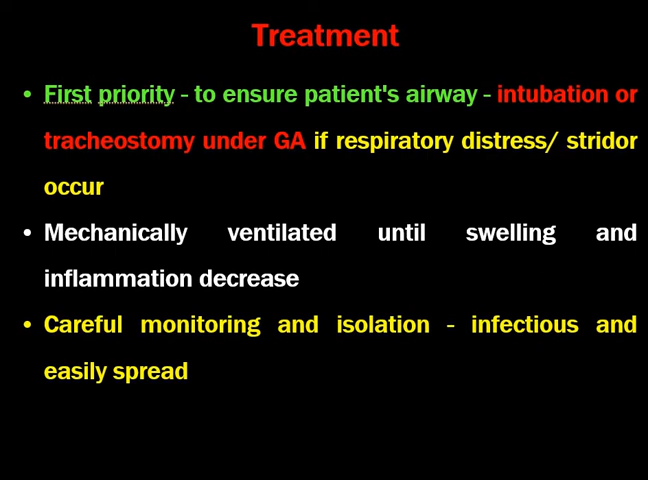 Treatment
• First priority - to ensure patient's airway - intubation or
tracheostomy under GA if respiratory distress/ stridor
occur
• Mechanically ventilated until swelling and
inflammation decrease
• Careful monitoring and isolation - infectious and
easily spread